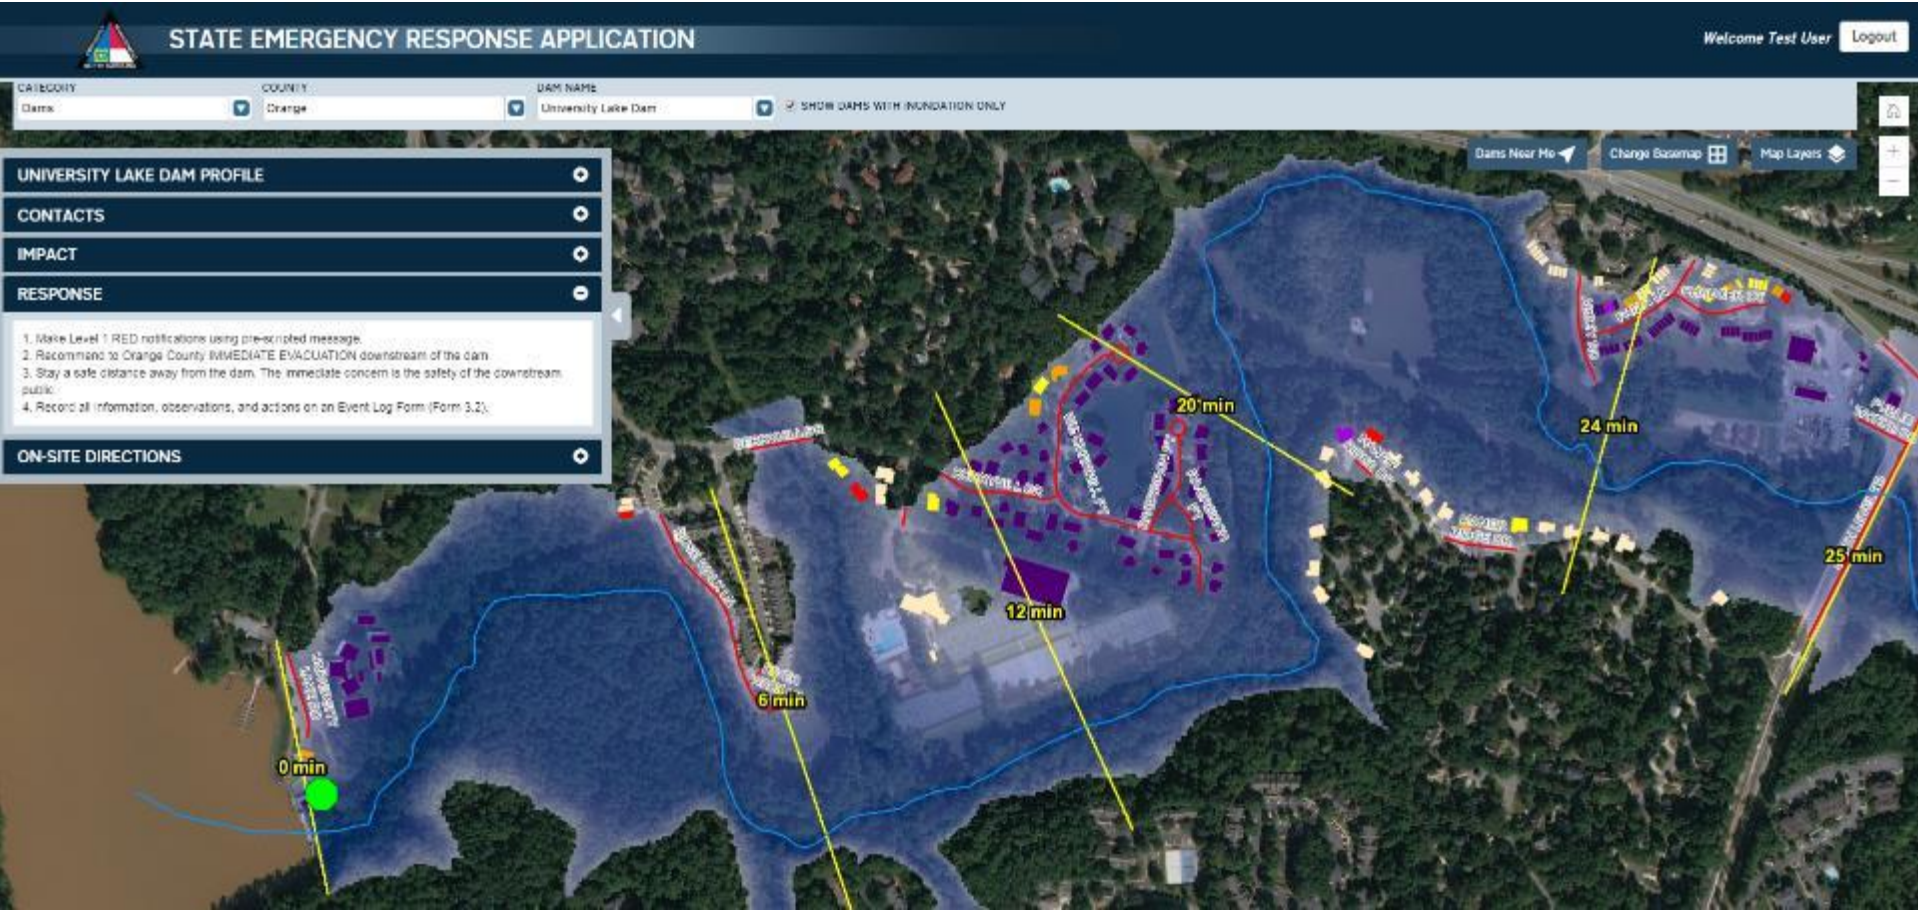 STATE EMERGENCY RESPONSE APPLICATION
Welcome Test User
Logout
CATEGORY
COUNTY
DAM NAME
Dams
Orange
University Lake Dam
SHOW DAMS WITH INUNDATION ONLY
Dams Near Me
Change Basemap
Map Layers
UNIVERSITY LAKE DAM PROFILE
CONTACTS
IMPACT
RESPONSE
1. Make Level 1 RED notifications using pre-scripted message.
2. Recommend to Orange County IMMEDIATE EVACUATION downstream of the dam
3. Stay a safe distance away from the dam. The immediate concern is the safety of the downstream
public.
4. Record all information, observations, and actions on an Event Log Form (Form 3.2).
ON-SITE DIRECTIONS
0 min
6 min
12 min
20 min
24 min
25 min